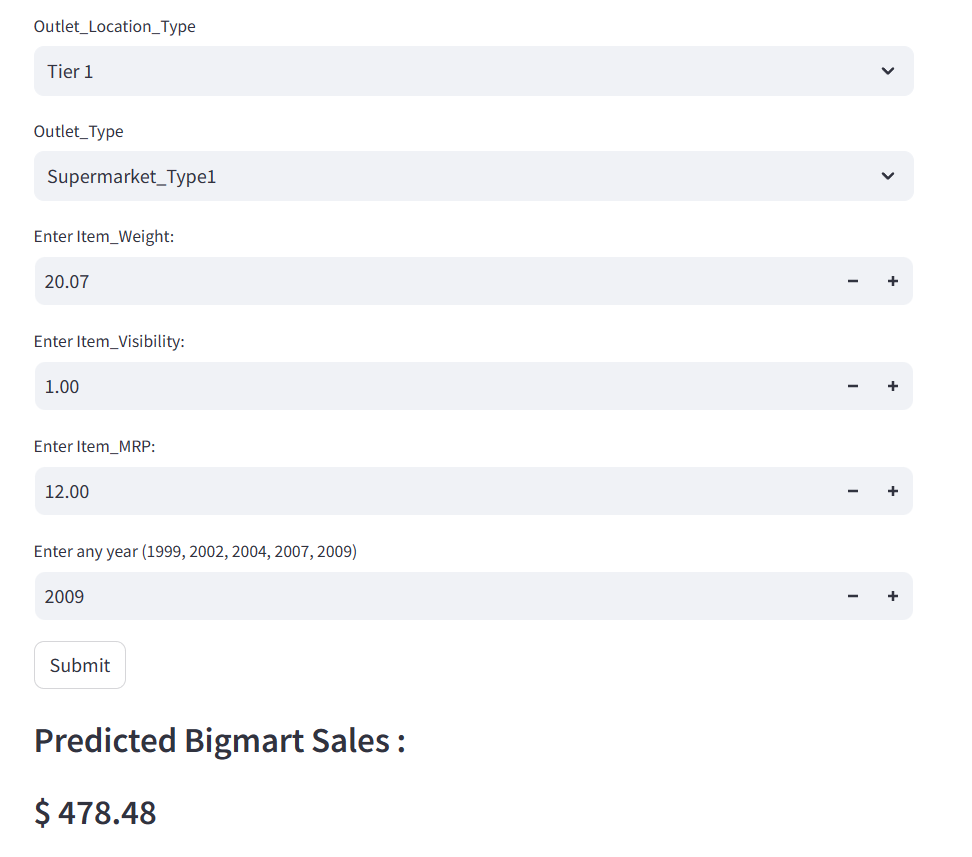 Outlet_Location_Type
Tier 1
Outlet_Type
Supermarket_Type1
Enter Item_Weight:
20.07
Enter Item_Visibility:
1.00
Enter Item_MRP:
12.00
Enter any year (1999, 2002, 2004, 2007, 2009)
2009
Submit
Predicted Bigmart Sales :
$ 478.48